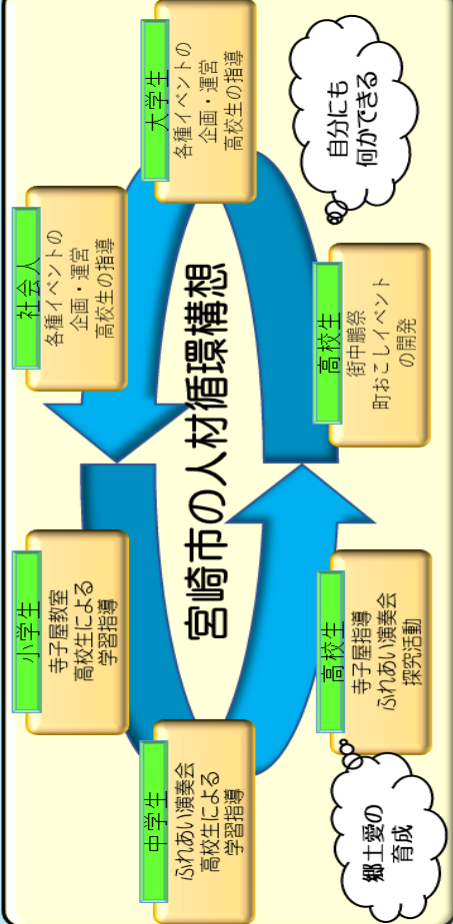 宮崎市の人材循環構想
小学生
寺子屋教室
高校生による
学習指導
中学生
ふれあい演奏会
高校生による
学習指導
高校生
寺子屋指導
ふれあい演奏会
探究活動
郷土愛の
育成
高校生
街中鵬祭
町おこしイベント
の開発
自分にも
何かできる
大学生
各種イベントの
企画・運営
高校生の指導
社会人
各種イベントの
企画・運営
高校生の指導